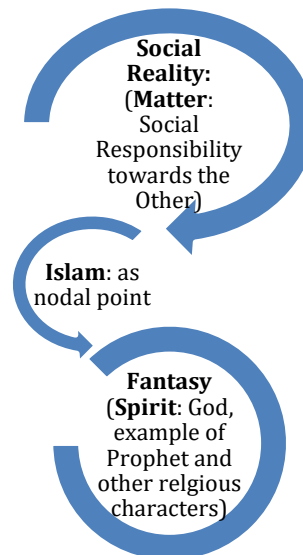 Social
Reality:
(Matter:
Social
Responsibility
towards the
Other)
Islam: as
nodal point
Fantasy
(Spirit: God,
example of
Prophet and
other relgious
characters)